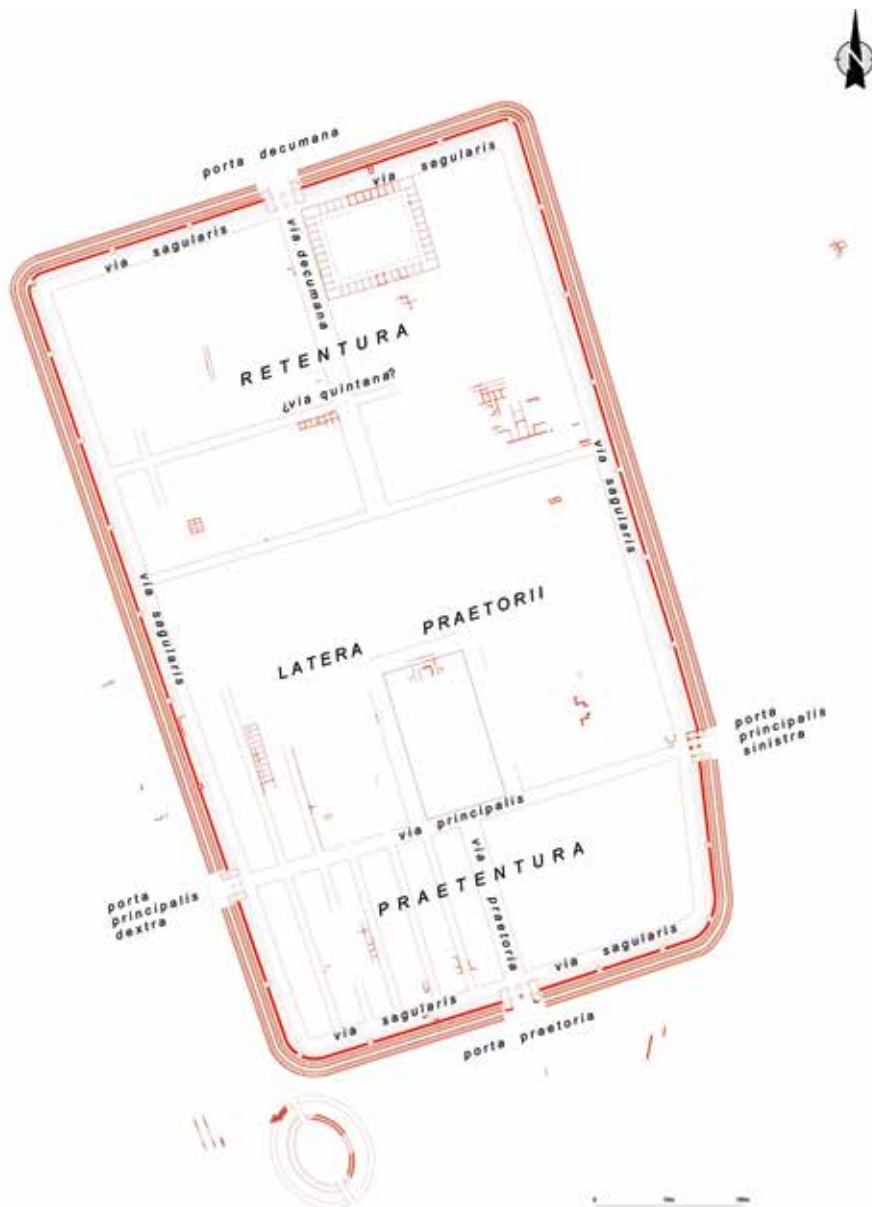 N
porta decumana
via sagularis
via sagularis
via decumana
RETENTURA
¿via quintana?
via sagularis
via sagularis
LATERA PRAETORII
porta
principalis
sinistra
via principalis
PRAETENTURA
via praetoria
porta
principalis
dextra
via sagularis
via sagularis
porta praetoria